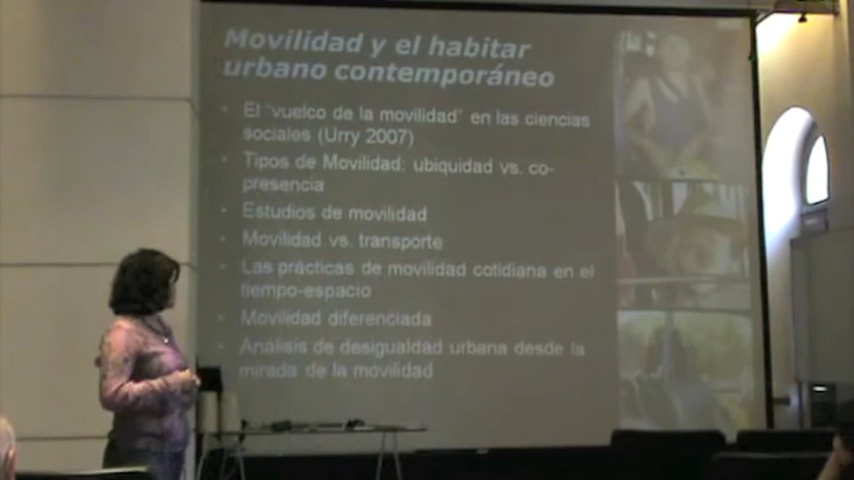 Movilidad y el habitar
urbano contemporáneo
• El "vuelco de la movilidad" en las ciencias
sociales (Urry 2007)
• Tipos de Movilidad: ubiquidad vs. co-
presencia
• Estudios de movilidad
• Movilidad vs. transporte
• Las prácticas de movilidad cotidiana en el
tiempo-espacio
• Movilidad diferenciada
• Análisis de desigualdad urbana desde la
mirada de la movilidad